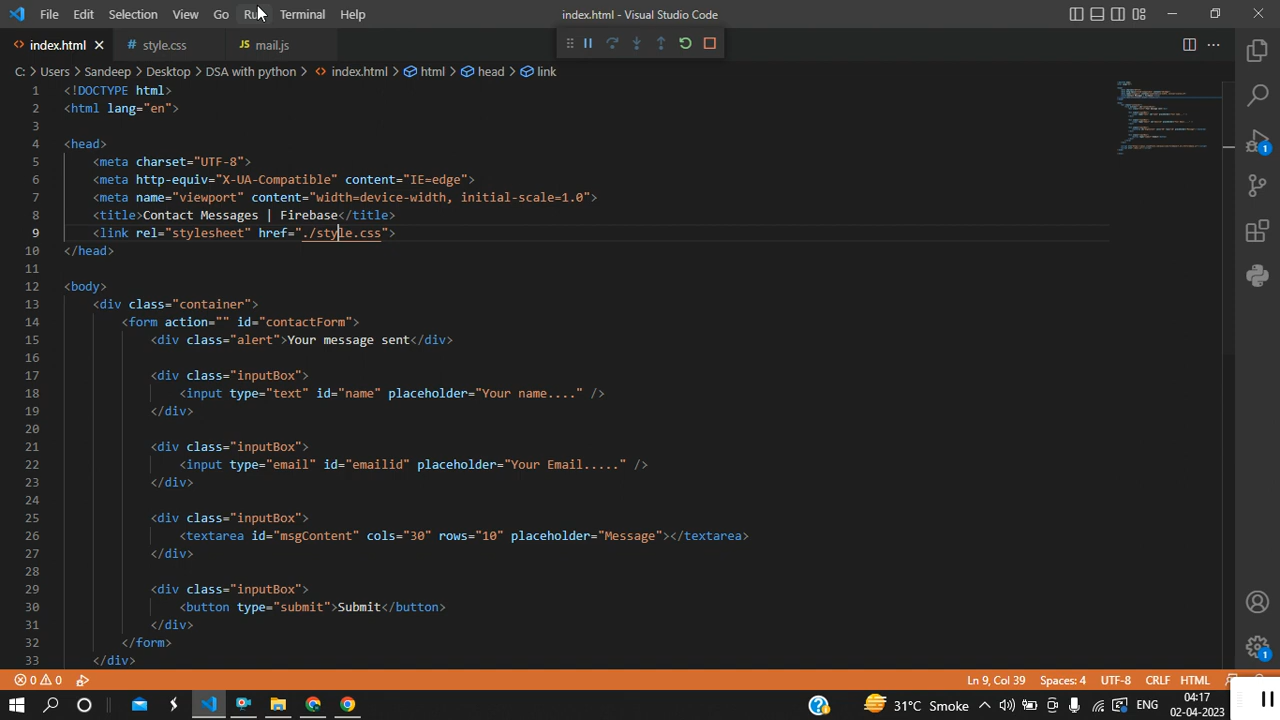 File Edit Selection View Go Run Terminal Help index.html - Visual Studio Code
index.html style.css JS mail.js
C: > Users > Sandeep > Desktop > DSA with python > index.html > html > head > link
1 <!DOCTYPE html>
2 <html lang="en">
3
4 <head>
5 <meta charset="UTF-8">
6 <meta http-equiv="X-UA-Compatible" content="IE=edge">
7 <meta name="viewport" content="width=device-width, initial-scale=1.0">
8 <title>Contact Messages | Firebase</title>
9 <link rel="stylesheet" href="./style.css">
10 </head>
11
12 <body>
13 <div class="container">
14 <form action="" id="contactForm">
15 <div class="alert">Your message sent</div>
16
17 <div class="inputBox">
18 <input type="text" id="name" placeholder="Your name...." />
19 </div>
20
21 <div class="inputBox">
22 <input type="email" id="emailid" placeholder="Your Email....." />
23 </div>
24
25 <div class="inputBox">
26 <textarea id="msgContent" cols="30" rows="10" placeholder="Message"></textarea>
27 </div>
28
29 <div class="inputBox">
30 <button type="submit">Submit</button>
31 </div>
32 </form>
33 </div>
1
1
0 0 Ln 9, Col 39 Spaces: 4 UTF-8 CRLF HTML
31°C Smoke ENG 04:17
02-04-2023